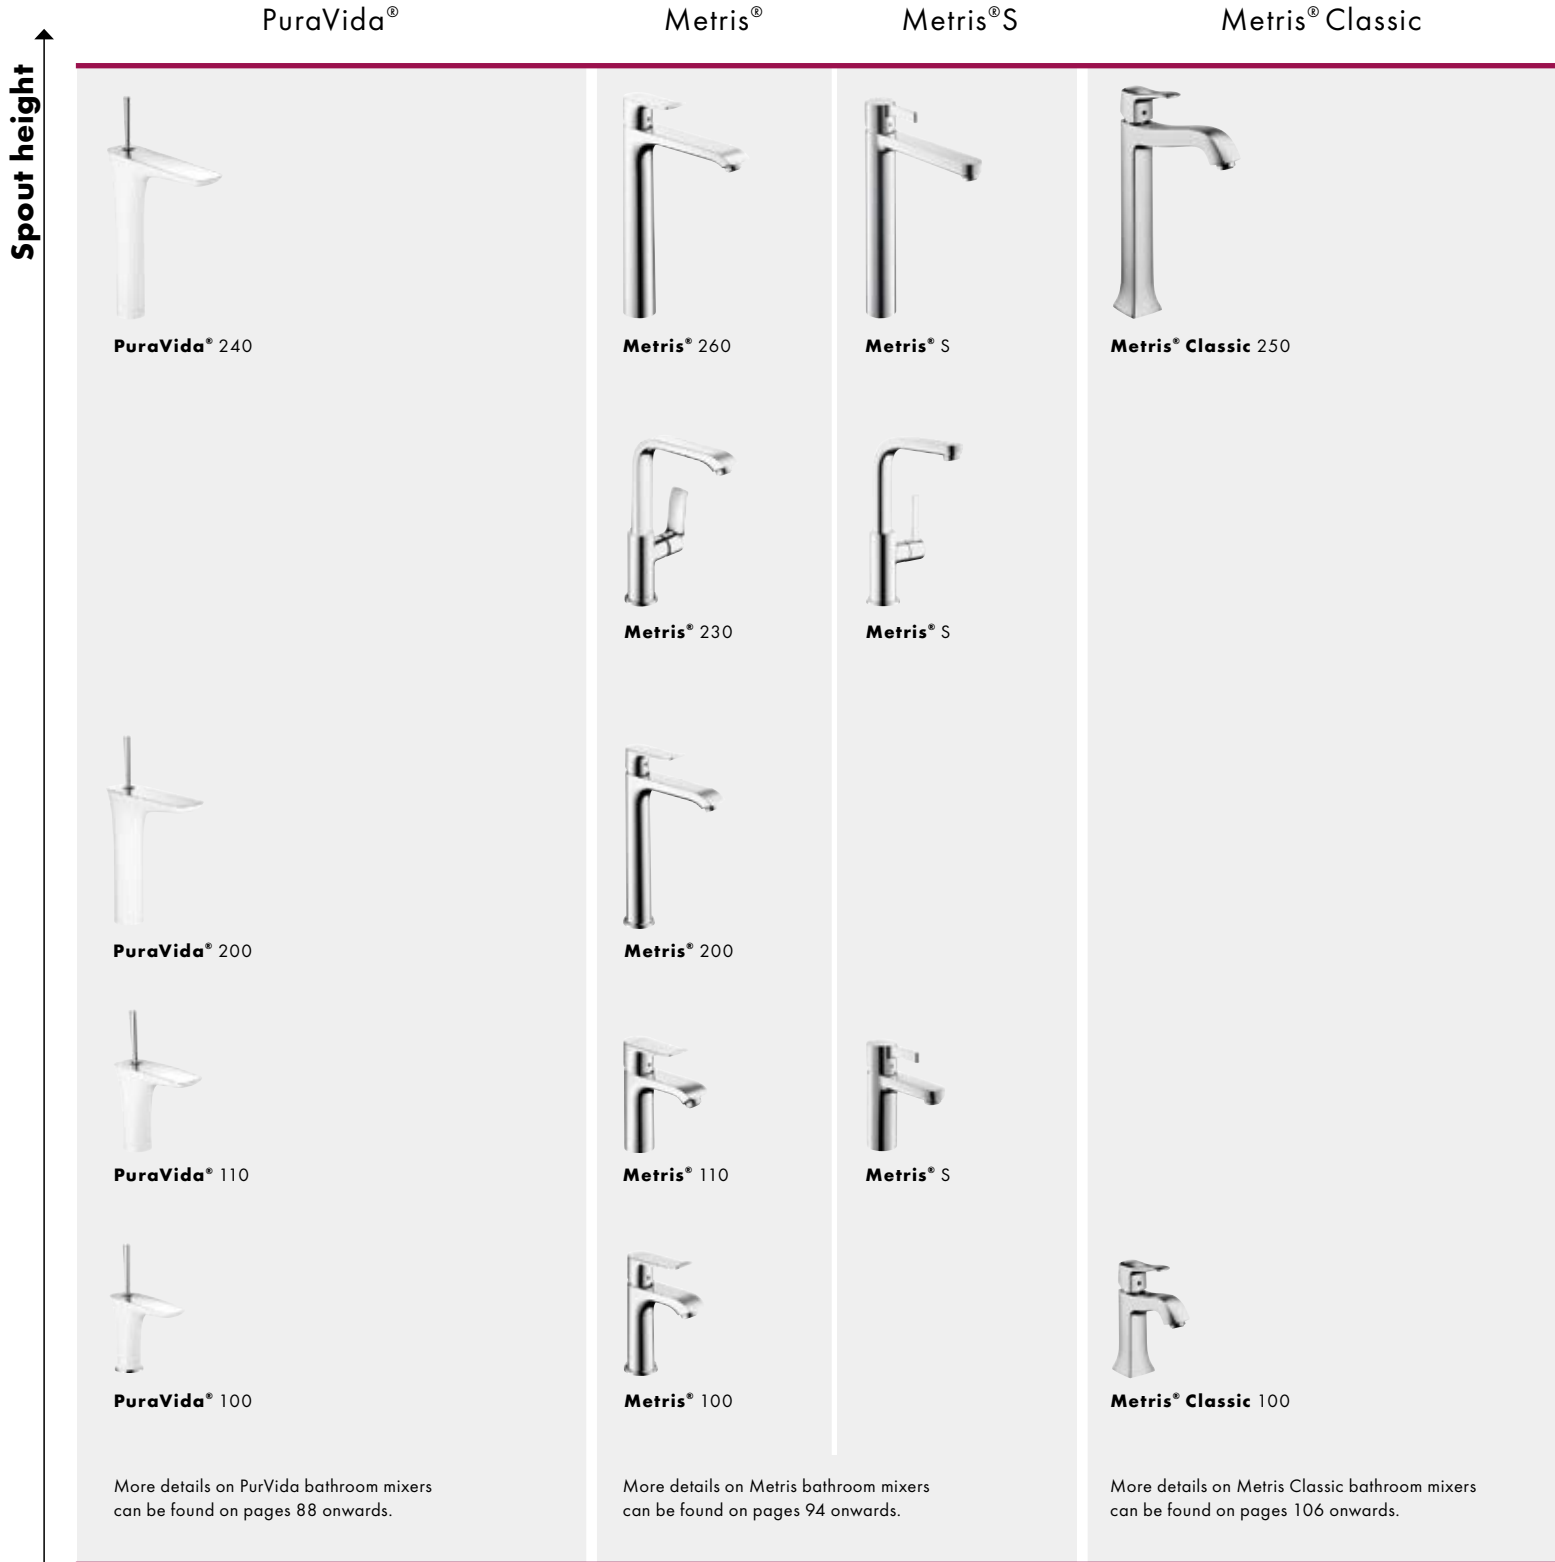 PuraVida®
Metris®
Metris® S
Metris® Classic
Spout height
PuraVida® 240
Metris® 260
Metris® S
Metris® Classic 250
Metris® 230
Metris® S
PuraVida® 200
Metris® 200
PuraVida® 110
Metris® 110
Metris® S
PuraVida® 100
Metris® 100
Metris® Classic 100
More details on PurVida bathroom mixers
can be found on pages 88 onwards.
More details on Metris bathroom mixers
can be found on pages 94 onwards.
More details on Metris Classic bathroom mixers
can be found on pages 106 onwards.